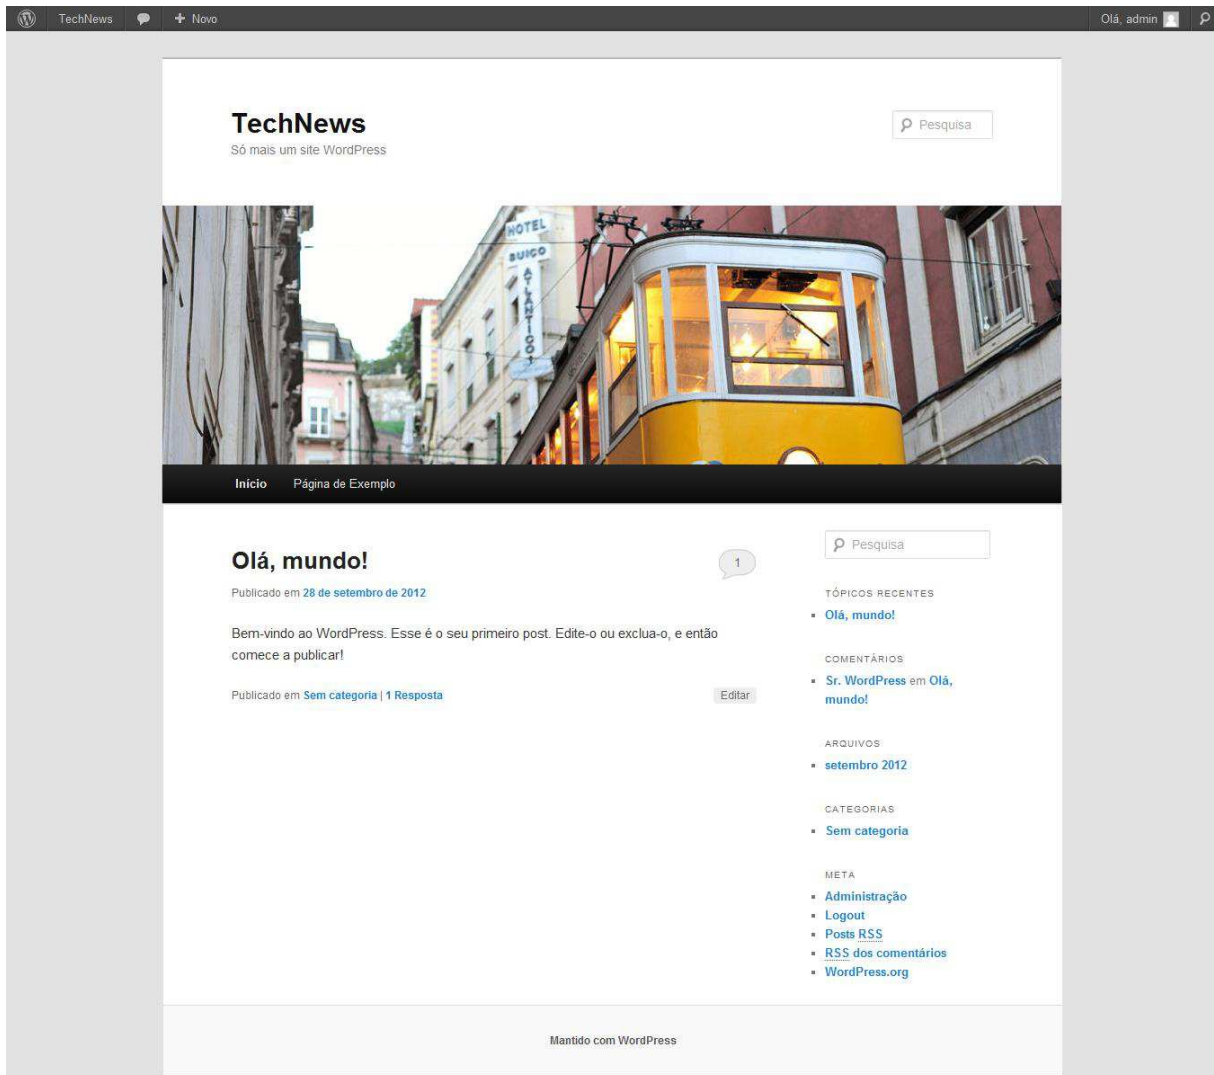 TechNews
Novo
Olá, admin
TechNews
Só mais um site WordPress
Pesquisa
HOTEL
SUIÇO
ATLÂNTICO
Início Página de Exemplo
Olá, mundo!
1
Publicado em 28 de setembro de 2012
Bem-vindo ao WordPress. Esse é o seu primeiro post. Edite-o ou exclua-o, e então
comece a publicar!
Publicado em Sem categoria | 1 Resposta
Editar
Pesquisa
TÓPICOS RECENTES
Olá, mundo!
COMENTÁRIOS
Sr. WordPress em Olá,
mundo!
ARQUIVOS
setembro 2012
CATEGORIAS
Sem categoria
META
Administração
Logout
Posts RSS
RSS dos comentários
WordPress.org
Mantido com WordPress